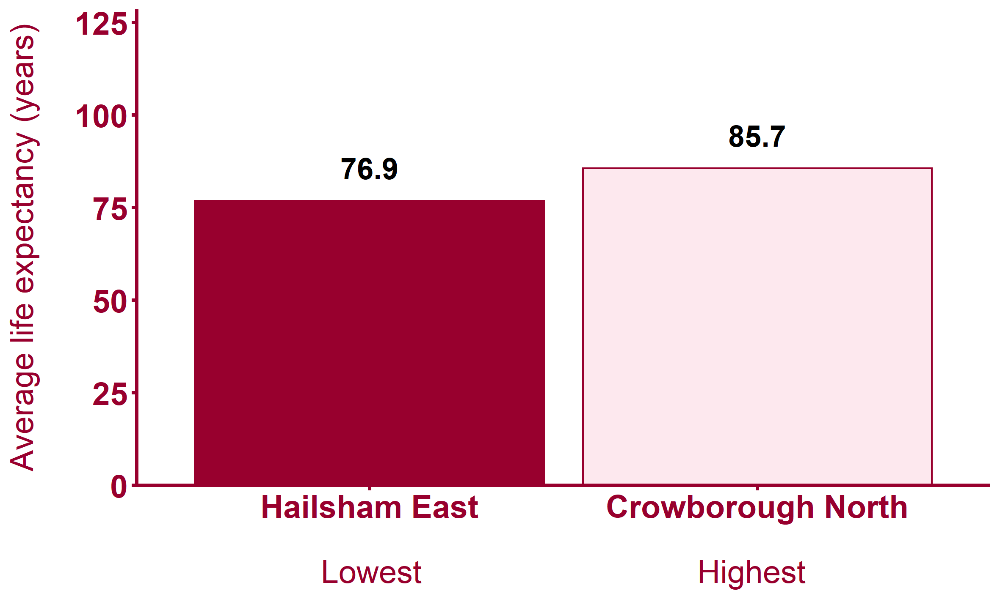 Average life expectancy (years)
125
100
75
50
25
0
76.9
85.7
Hailsham East
Crowborough North
Lowest
Highest